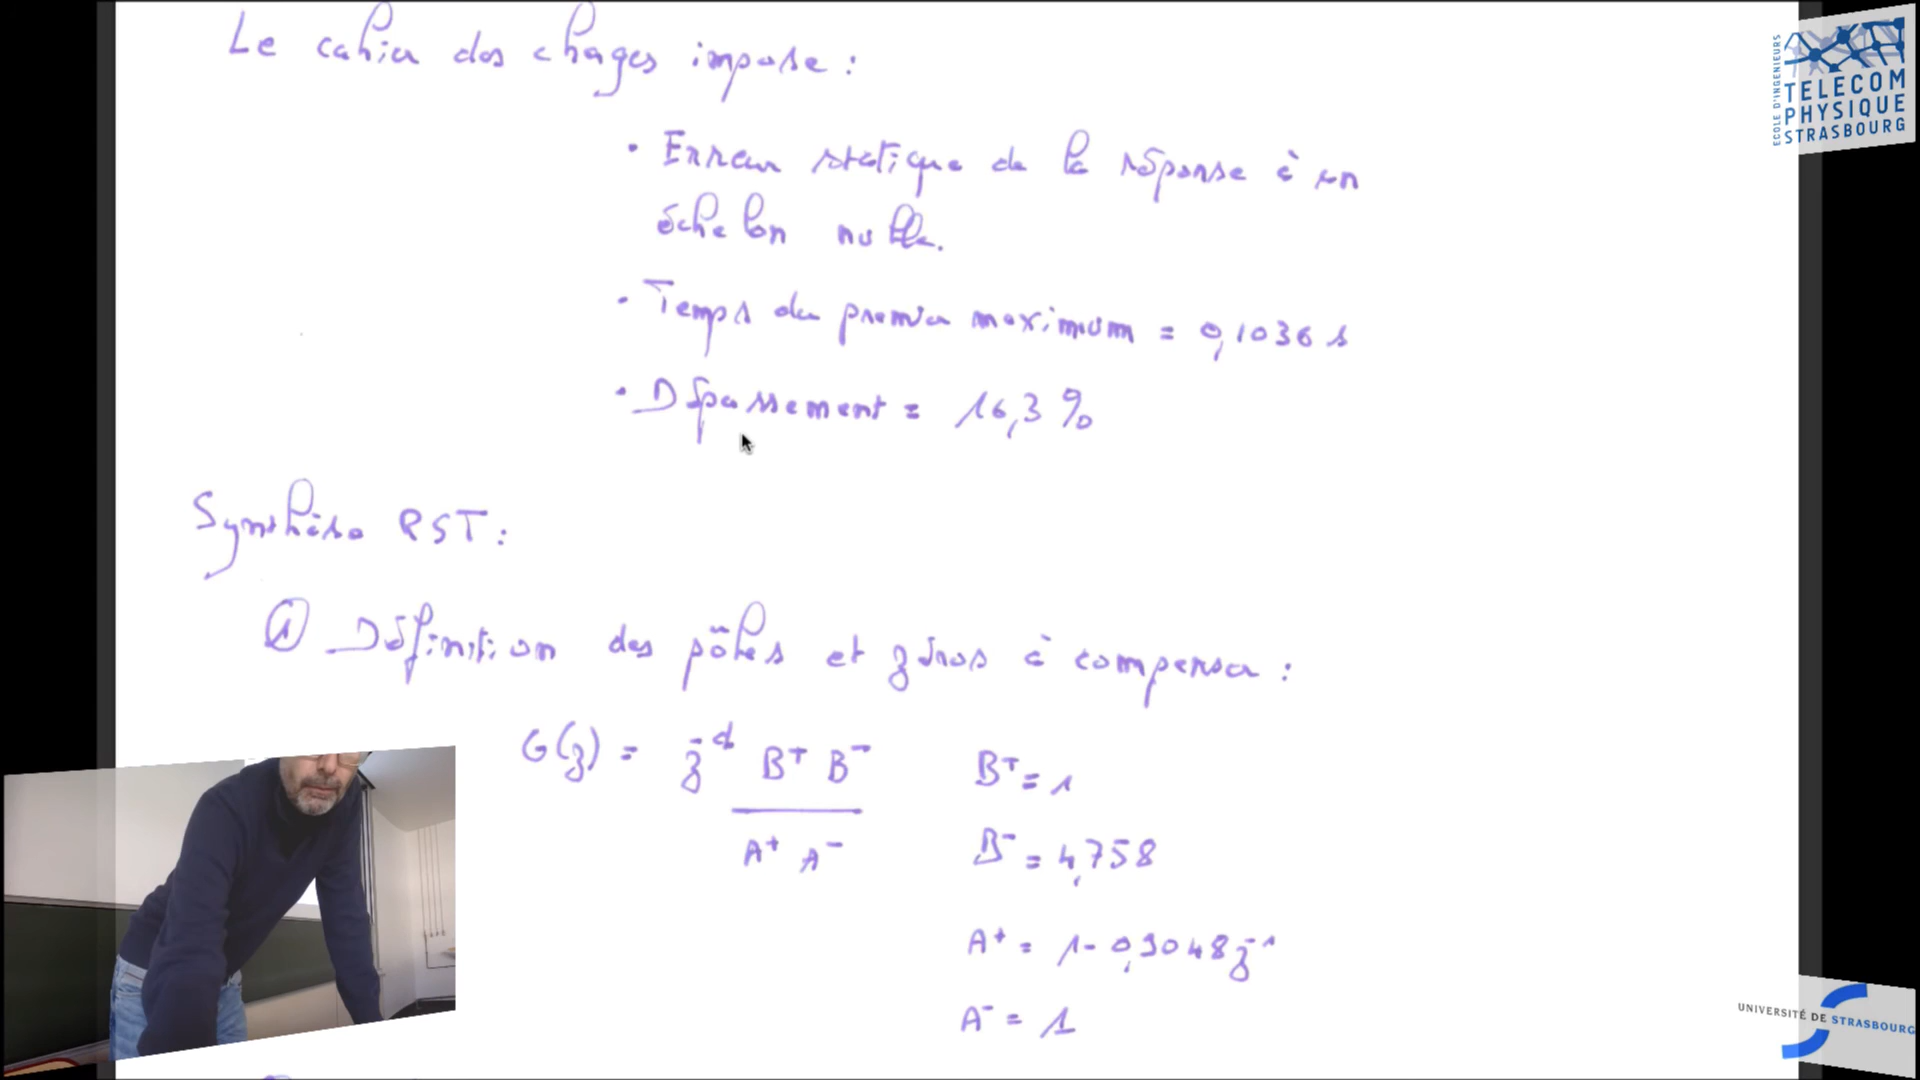 Le cahier des charges impose :
• Erreur statique de la réponse à un
échelon nulle.
• Temps du premier maximum = 0,1036 s
• Dépassement = 16,3 %
Synthèse RST :
① Définition des pôles et zéros à compenser :
G(z) = z^-d B⁺ B⁻ / A⁺ A⁻
B⁺ = 1
B⁻ = 4,758
A⁺ = 1 - 0,9048 z⁻¹
A⁻ = 1
ECOLE D'INGENIEURS
TELECOM
PHYSIQUE
STRASBOURG
UNIVERSITÉ DE STRASBOURG